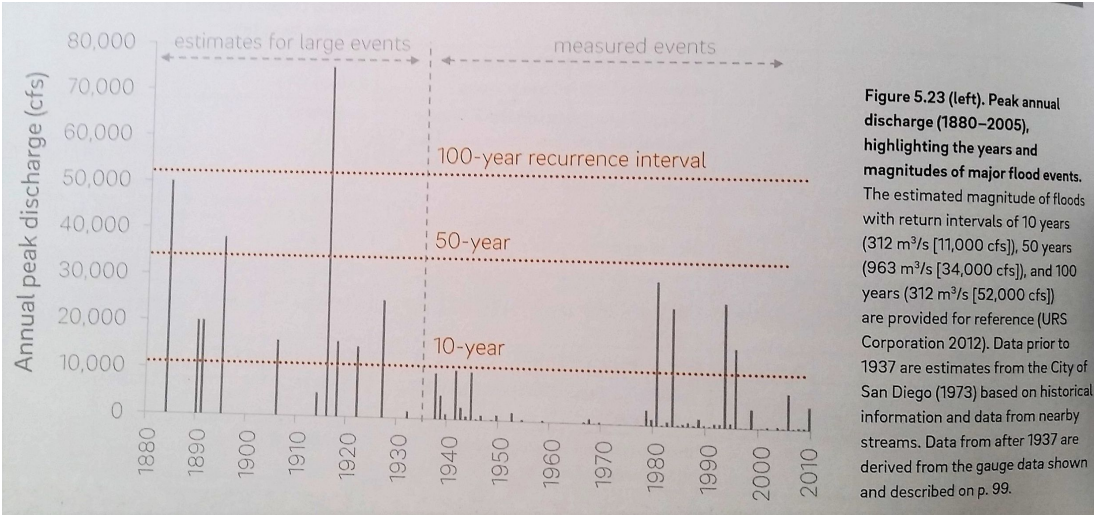 80,000
estimates for large events
measured events
70,000
60,000
50,000
40,000
30,000
20,000
10,000
0
Annual peak discharge (cfs)
100-year recurrence interval
50-year
10-year
1880
1890
1900
1910
1920
1930
1940
1950
1960
1970
1980
1990
2000
2010
Figure 5.23 (left). Peak annual
discharge (1880–2005),
highlighting the years and
magnitudes of major flood events.
The estimated magnitude of floods
with return intervals of 10 years
(312 m³/s [11,000 cfs]), 50 years
(963 m³/s [34,000 cfs]), and 100
years (312 m³/s [52,000 cfs])
are provided for reference (URS
Corporation 2012). Data prior to
1937 are estimates from the City of
San Diego (1973) based on historical
information and data from nearby
streams. Data from after 1937 are
derived from the gauge data shown
and described on p. 99.